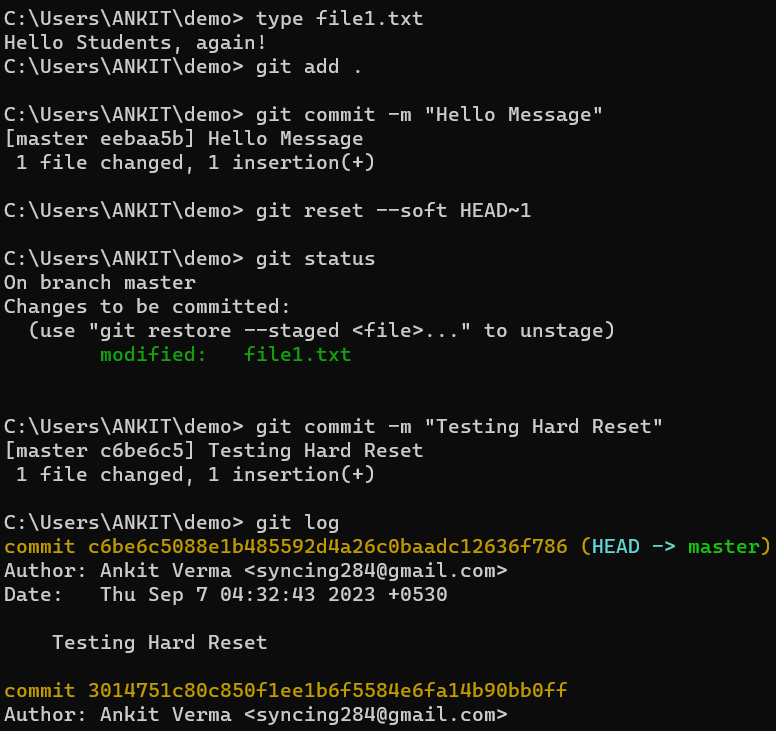 C:\Users\ANKIT\demo> type file1.txt
Hello Students, again!
C:\Users\ANKIT\demo> git add .
C:\Users\ANKIT\demo> git commit -m "Hello Message"
[master eebaa5b] Hello Message
 1 file changed, 1 insertion(+)
C:\Users\ANKIT\demo> git reset --soft HEAD~1
C:\Users\ANKIT\demo> git status
On branch master
Changes to be committed:
  (use "git restore --staged <file>..." to unstage)
        modified:   file1.txt
C:\Users\ANKIT\demo> git commit -m "Testing Hard Reset"
[master c6be6c5] Testing Hard Reset
 1 file changed, 1 insertion(+)
C:\Users\ANKIT\demo> git log
commit c6be6c5088e1b485592d4a26c0baadc12636f786 (HEAD -> master)
Author: Ankit Verma <syncing284@gmail.com>
Date:   Thu Sep 7 04:32:43 2023 +0530
    Testing Hard Reset
commit 3014751c80c850f1ee1b6f5584e6fa14b90bb0ff
Author: Ankit Verma <syncing284@gmail.com>